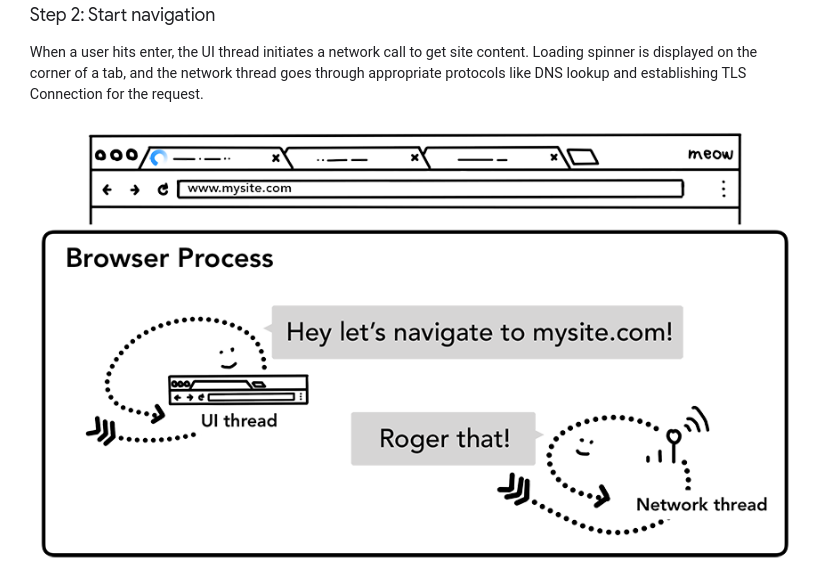 Step 2: Start navigation
When a user hits enter, the UI thread initiates a network call to get site content. Loading spinner is displayed on the
corner of a tab, and the network thread goes through appropriate protocols like DNS lookup and establishing TLS
Connection for the request.
meow
www.mysite.com
Browser Process
Hey let's navigate to mysite.com!
UI thread
Roger that!
Network thread